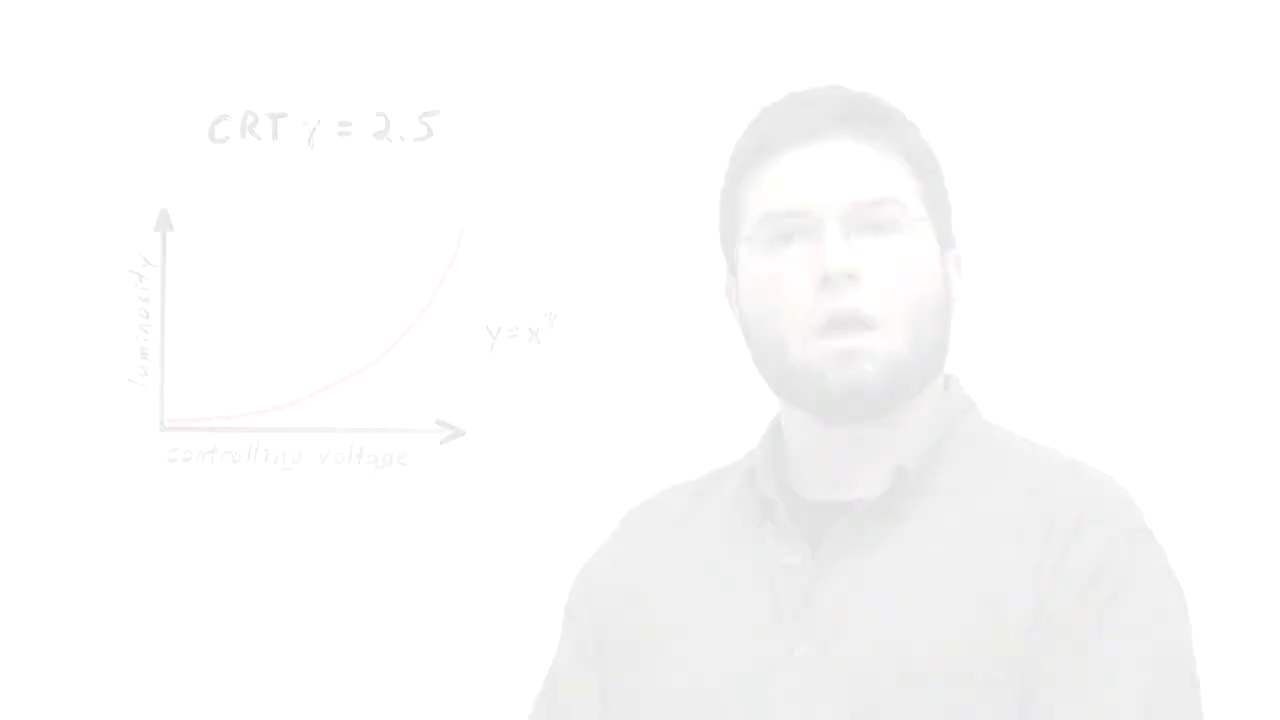 CRT γ = 2.5
luminosity
y = x^γ
controlling voltage